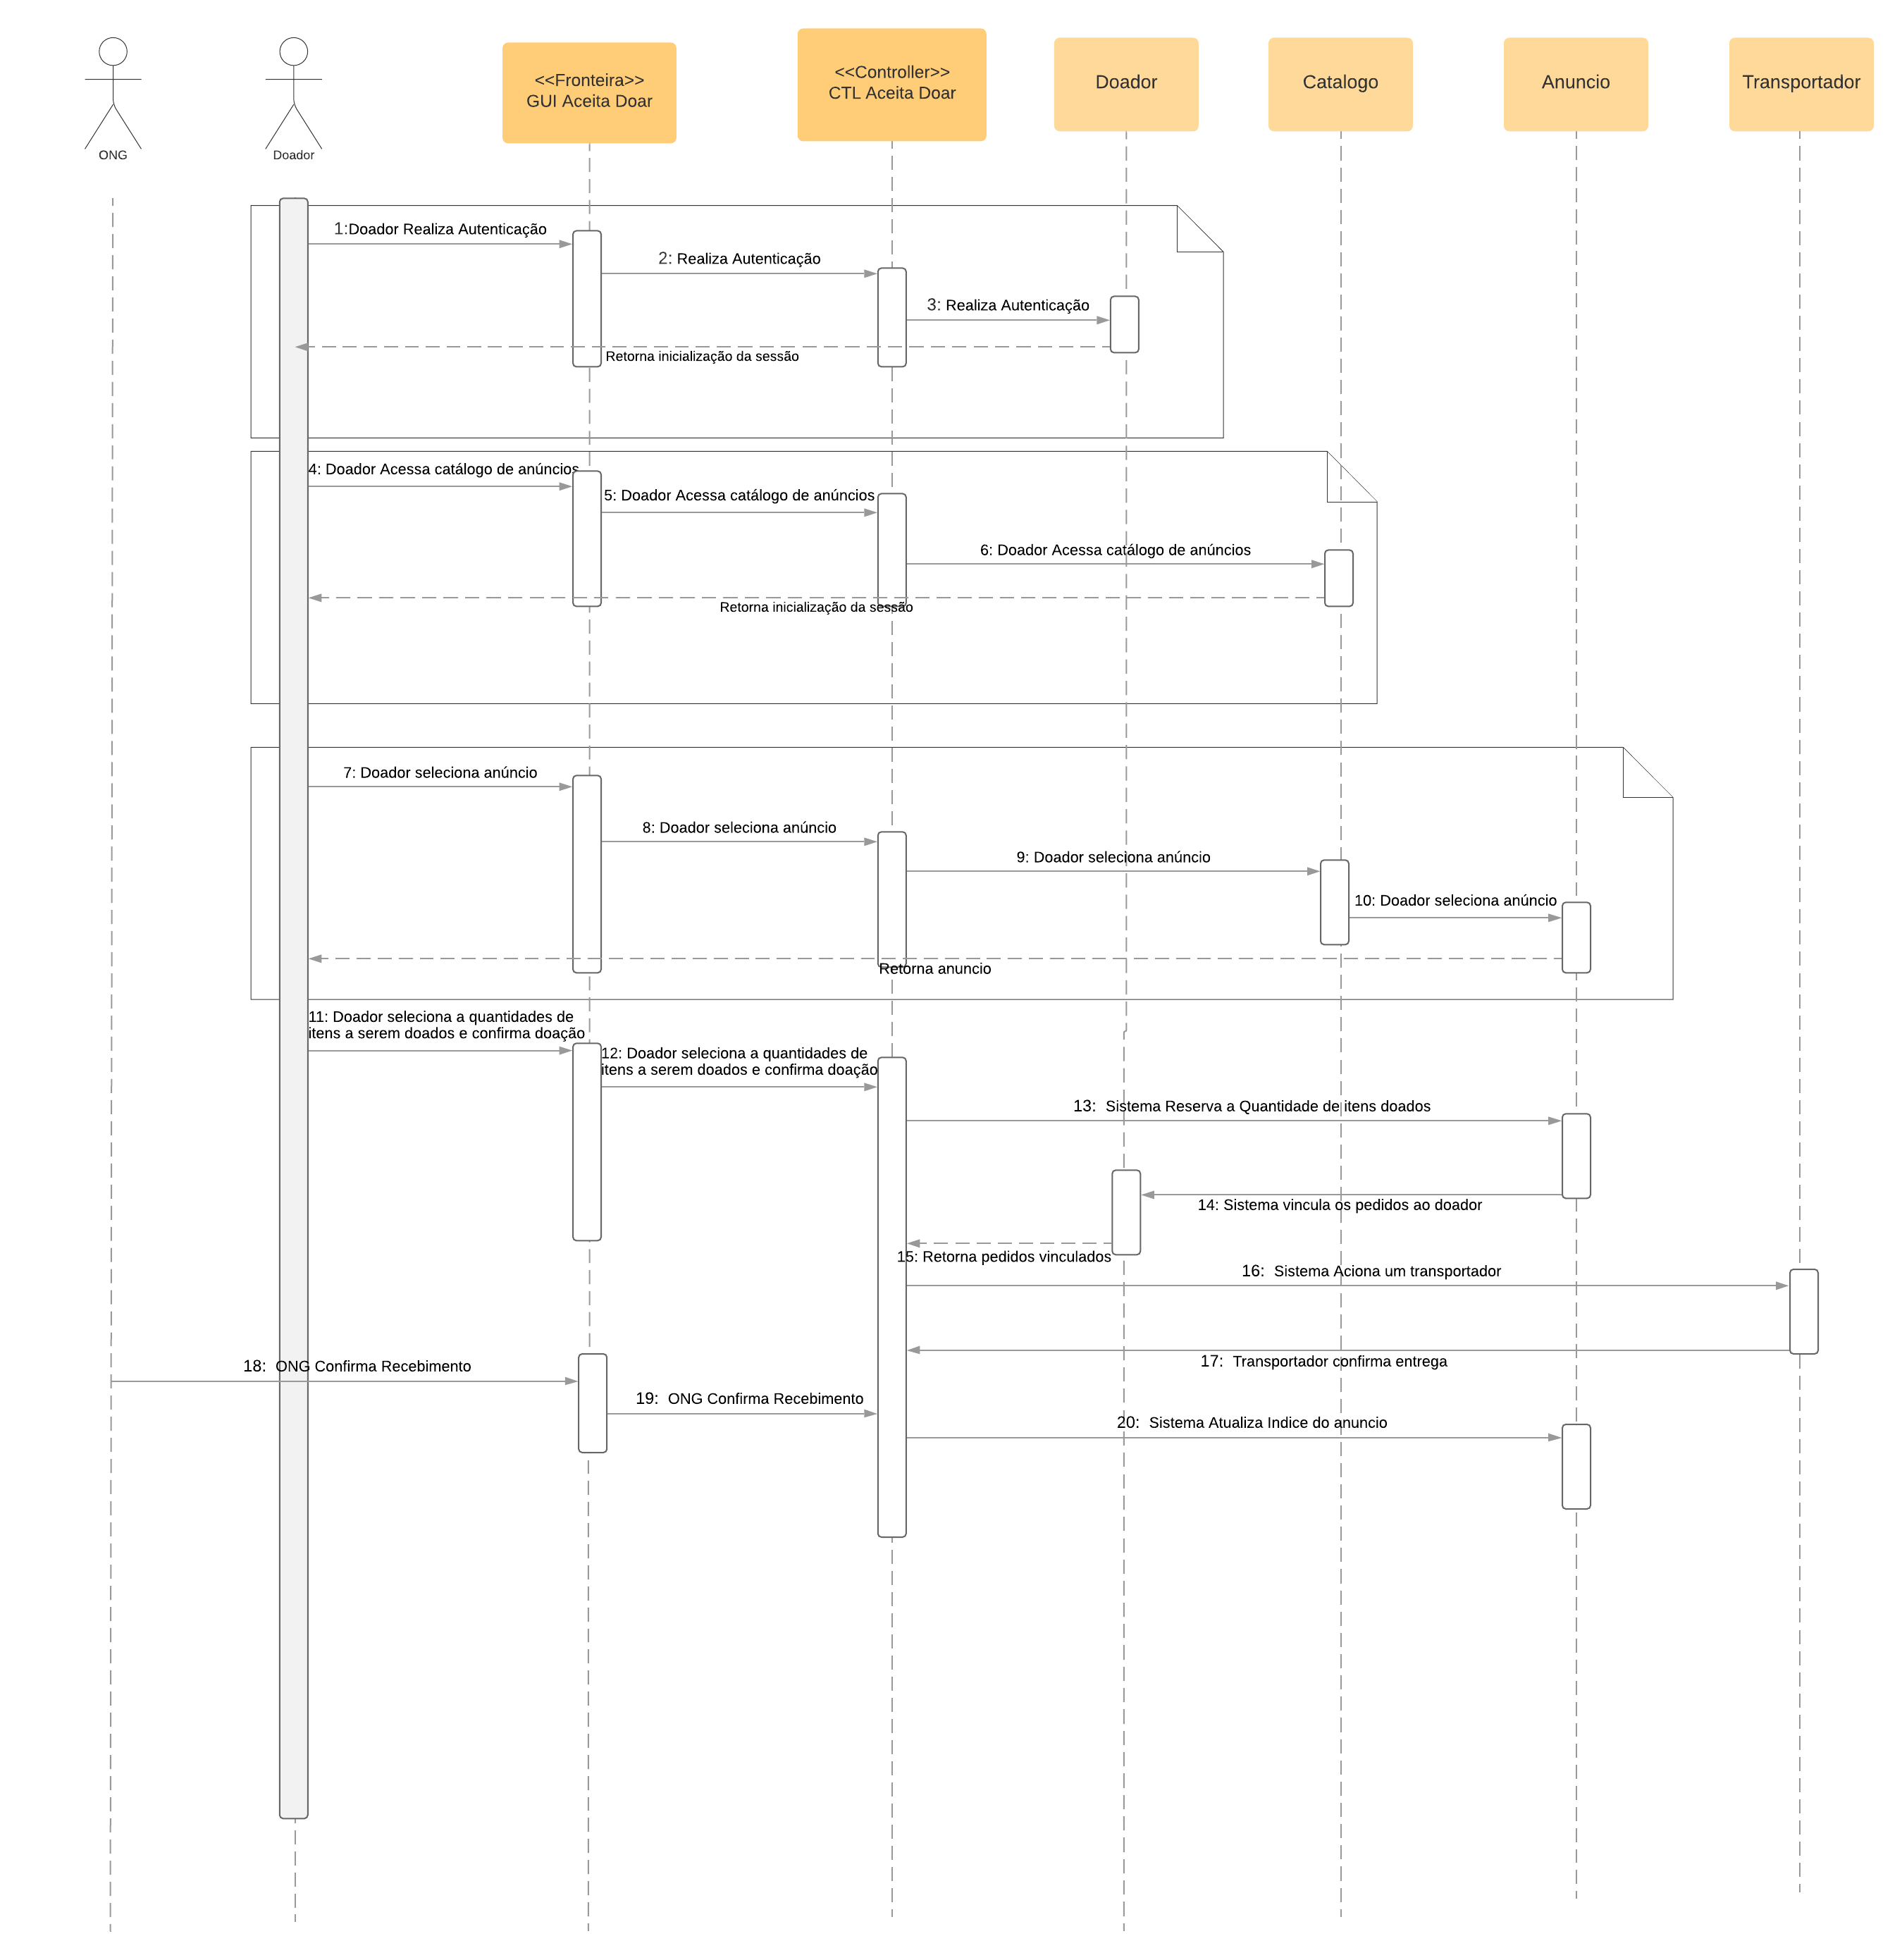 ONG
Doador
<<Fronteira>>
GUI Aceita Doar
<<Controller>>
CTL Aceita Doar
Doador
Catalogo
Anuncio
Transportador
1:Doador Realiza Autenticação
2: Realiza Autenticação
3: Realiza Autenticação
Retorna inicialização da sessão
4: Doador Acessa catálogo de anúncios
5: Doador Acessa catálogo de anúncios
6: Doador Acessa catálogo de anúncios
Retorna inicialização da sessão
7: Doador seleciona anúncio
8: Doador seleciona anúncio
9: Doador seleciona anúncio
10: Doador seleciona anúncio
Retorna anuncio
11: Doador seleciona a quantidades de
itens a serem doados e confirma doação
12: Doador seleciona a quantidades de
itens a serem doados e confirma doação
13: Sistema Reserva a Quantidade de itens doados
14: Sistema vincula os pedidos ao doador
15: Retorna pedidos vinculados
16: Sistema Aciona um transportador
17: Transportador confirma entrega
18: ONG Confirma Recebimento
19: ONG Confirma Recebimento
20: Sistema Atualiza Indice do anuncio